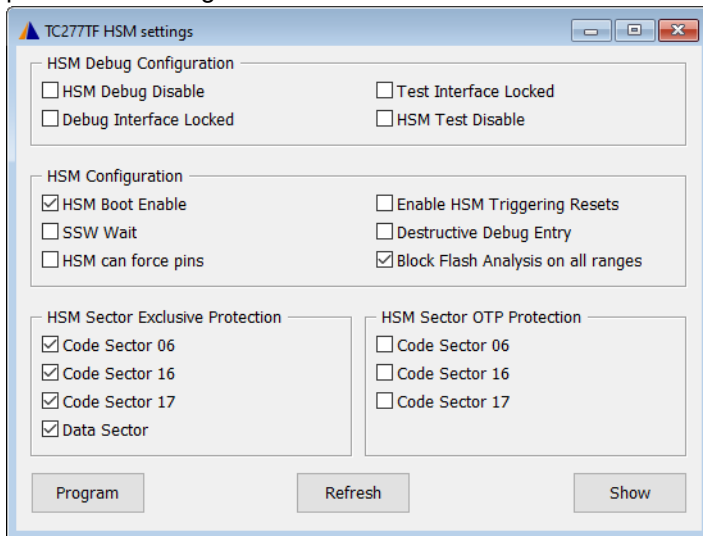 TC277TF HSM settings
HSM Debug Configuration
HSM Debug Disable
Test Interface Locked
Debug Interface Locked
HSM Test Disable
HSM Configuration
HSM Boot Enable
Enable HSM Triggering Resets
SSW Wait
Destructive Debug Entry
HSM can force pins
Block Flash Analysis on all ranges
HSM Sector Exclusive Protection
Code Sector 06
Code Sector 16
Code Sector 17
Data Sector
HSM Sector OTP Protection
Code Sector 06
Code Sector 16
Code Sector 17
Program
Refresh
Show